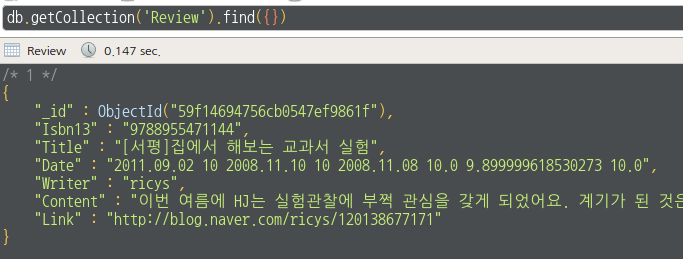 db.getCollection('Review').find({})
Review 0.147 sec.
/* 1 */
{
"_id" : ObjectId("59f14694756cb0547ef9861f"),
"Isbn13" : "9788955471144",
"Title" : "[서평]집에서 해보는 교과서 실험",
"Date" : "2011.09.02 10 2008.11.10 10 2008.11.08 10.0 9.899999618530273 10.0",
"Writer" : "ricys",
"Content" : "이번 여름에 HJ는 실험관찰에 부쩍 관심을 갖게 되었어요. 계기가 된 것은
"Link" : "http://blog.naver.com/ricys/120138677171"
}